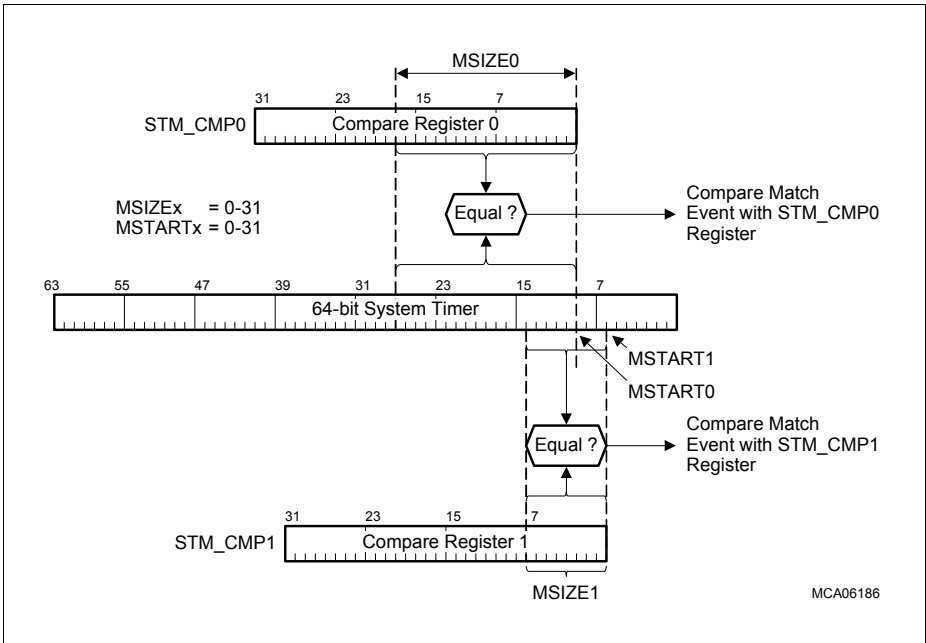 MSIZE0
31 23 15 7
STM_CMP0 Compare Register 0
MSIZEx = 0-31
MSTARTx = 0-31
Equal ?
Compare Match
Event with STM_CMP0
Register
63 55 47 39 31 23 15 7
64-bit System Timer
MSTART1
MSTART0
Equal ?
Compare Match
Event with STM_CMP1
Register
31 23 15 7
STM_CMP1 Compare Register 1
MSIZE1
MCA06186